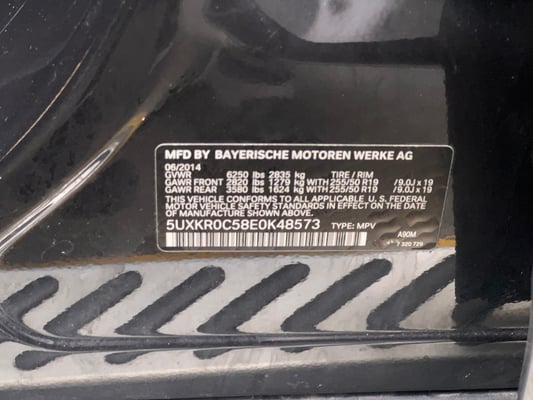 MFD BY BAYERISCHE MOTOREN WERKE AG
06/2014
GVWR 6250 lbs 2835 kg TIRE / RIM
GAWR FRONT 2820 lbs 1279 kg WITH 255/50 R19 /9.0J x 19
GAWR REAR 3580 lbs 1624 kg WITH 255/50 R19 /9.0J x 19
THIS VEHICLE CONFORMS TO ALL APPLICABLE U. S. FEDERAL
MOTOR VEHICLE SAFETY STANDARDS IN EFFECT ON THE DATE
OF MANUFACTURE SHOWN ABOVE.
5UXKR0C58E0K48573 TYPE: MPV
A90M
7 320 729